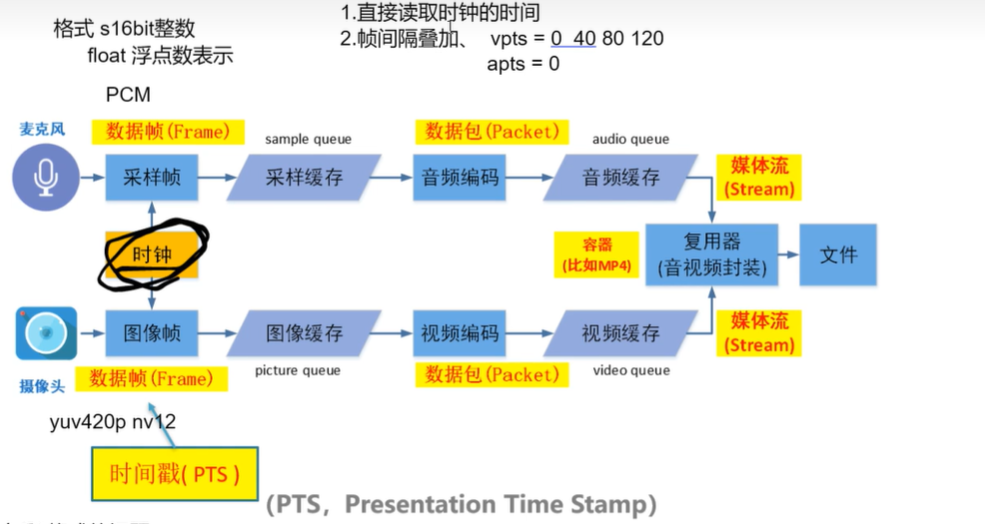 格式 s16bit整数
float 浮点数表示
PCM
1.直接读取时钟的时间
2.帧间隔叠加、 vpts = 0 40 80 120
apts = 0
麦克风
数据帧(Frame)
sample queue
数据包(Packet)
audio queue
采样帧
采样缓存
音频编码
音频缓存
媒体流
(Stream)
时钟
容器
(比如MP4)
复用器
(音视频封装)
文件
图像帧
图像缓存
视频编码
视频缓存
媒体流
(Stream)
摄像头
数据帧(Frame)
picture queue
数据包(Packet)
video queue
yuv420p nv12
时间戳( PTS )
(PTS，Presentation Time Stamp)